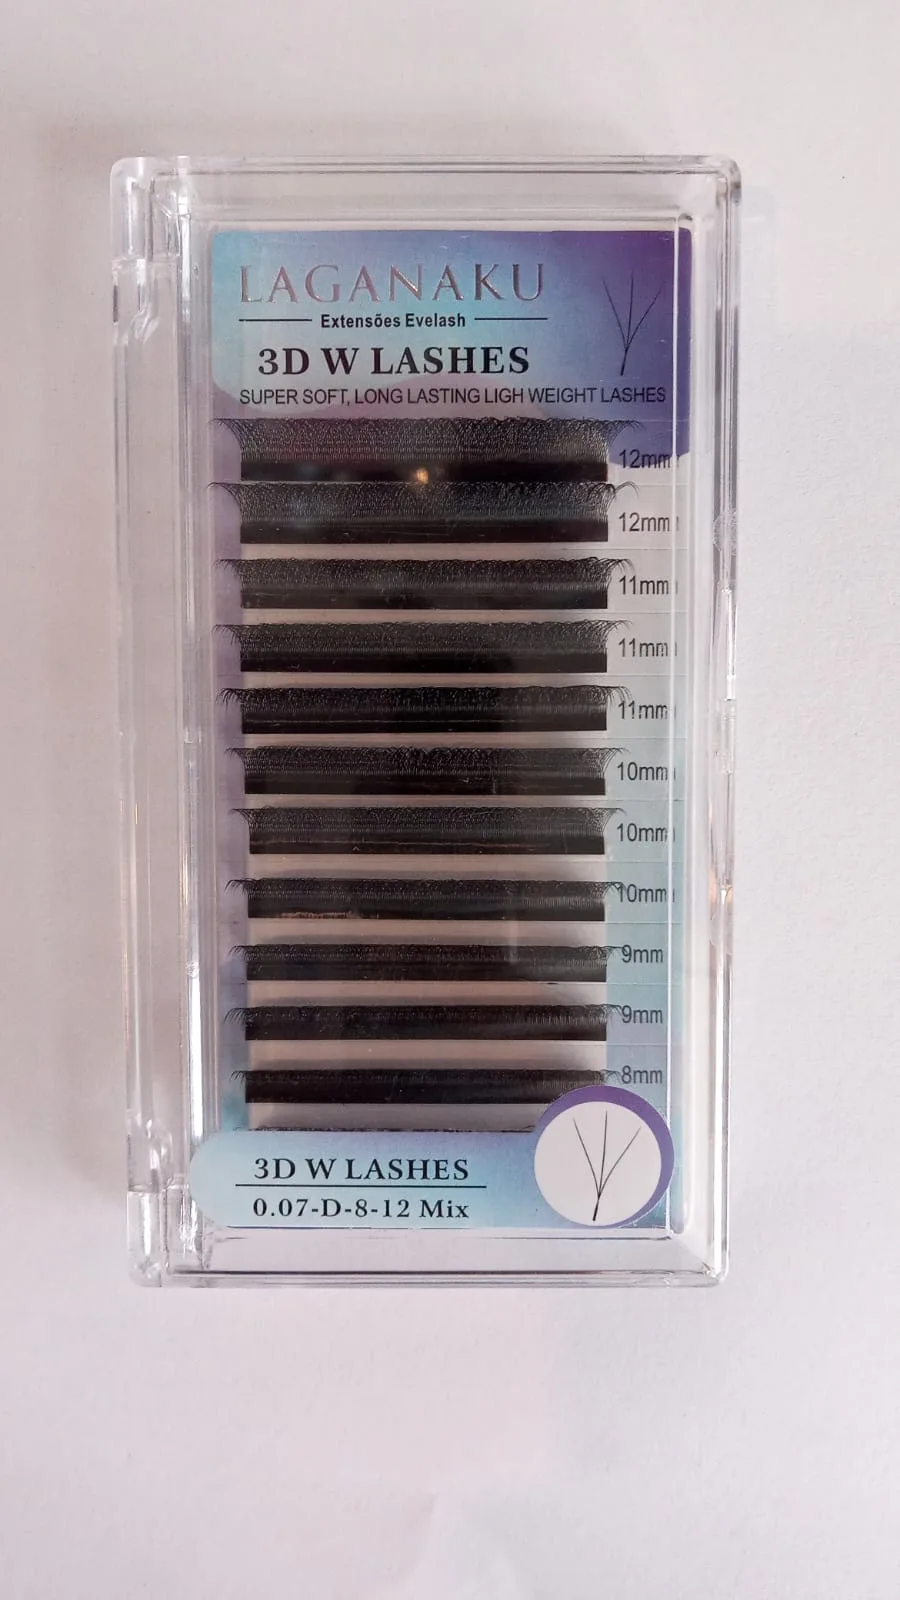 LAGANAKU
Extensões Evelash
3D W LASHES
SUPER SOFT, LONG LASTING LIGH WEIGHT LASHES
12mm
12mm
11mm
11mm
11mm
10mm
10mm
10mm
9mm
9mm
8mm
3D W LASHES
0.07-D-8-12 Mix